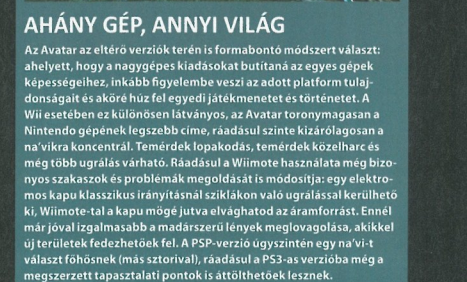 AHÁNY GÉP, ANNYI VILÁG
Az Avatar az eltérő verziók terén is formabontó módszert választ:
ahelyett, hogy a nagygépes kiadásokat butítaná az egyes gépek
képességeihez, inkább figyelembe veszi az adott platform tulaj-
donságait és aköré húz fel egyedi játékmenetet és történetet. A
Wii esetében ez különösen látványos, az Avatar toronymagasan a
Nintendo gépének legszebb címe, ráadásul szinte kizárólagosan a
na'vikra koncentrál. Temérdek lopakodás, temérdek közelharc és
még több ugrálás várható. Ráadásul a Wiimote használata még bizo-
nyos szakaszok és problémák megoldását is módosítja: egy elektro-
mos kapu klasszikus irányításnál sziklákon való ugrálással kerülhető
ki, Wiimote-tal a kapu mögé jutva elvághatod az áramforrást. Ennél
már jóval izgalmasabb a madárszerű lények meglovagolása, akikkel
új területek fedezhetőek fel. A PSP-verzió úgyszintén egy na'vi-t
választ főhősnek (más sztorival), ráadásul a PS3-as verzióba még a
megszerzett tapasztalati pontok is áttölthetőek lesznek.